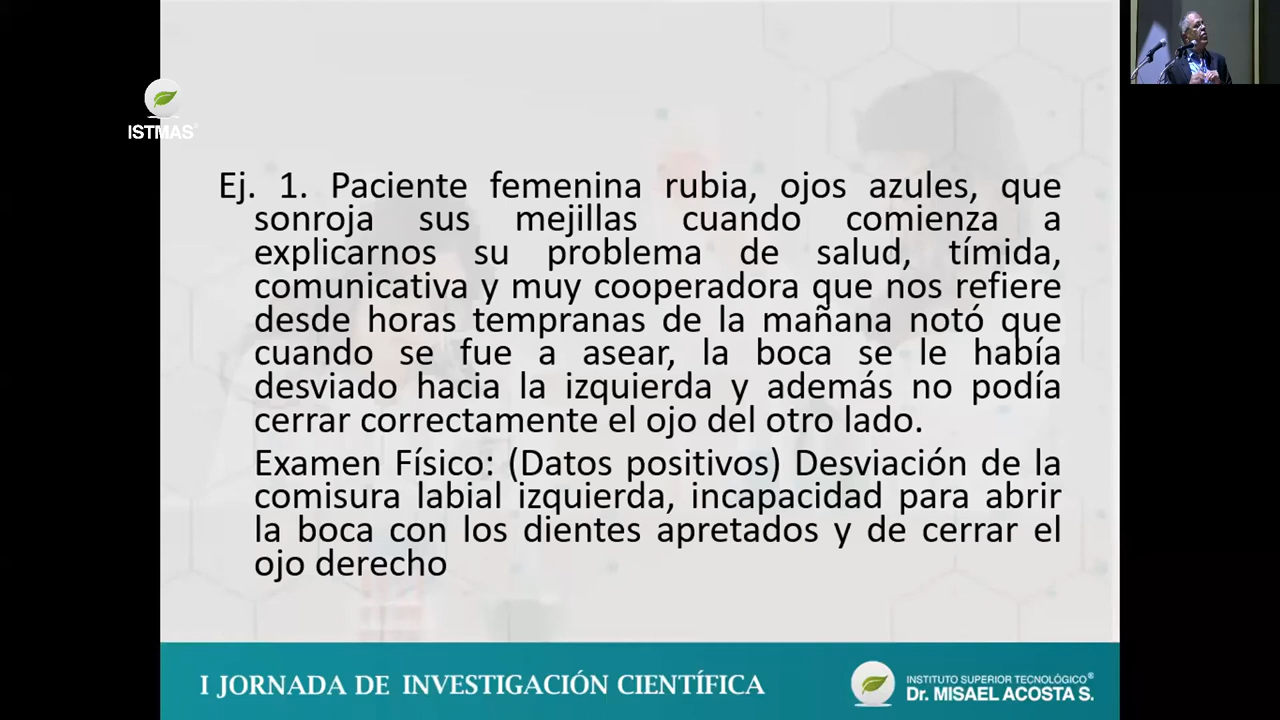 ISTMAS®
Ej. 1. Paciente femenina rubia, ojos azules, que
sonroja sus mejillas cuando comienza a
explicarnos su problema de salud, tímida,
comunicativa y muy cooperadora que nos refiere
desde horas tempranas de la mañana notó que
cuando se fue a asear, la boca se le había
desviado hacia la izquierda y además no podía
cerrar correctamente el ojo del otro lado.
Examen Físico: (Datos positivos) Desviación de la
comisura labial izquierda, incapacidad para abrir
la boca con los dientes apretados y de cerrar el
ojo derecho
I JORNADA DE INVESTIGACIÓN CIENTÍFICA
INSTITUTO SUPERIOR TECNOLÓGICO®
Dr. MISAEL ACOSTA S.